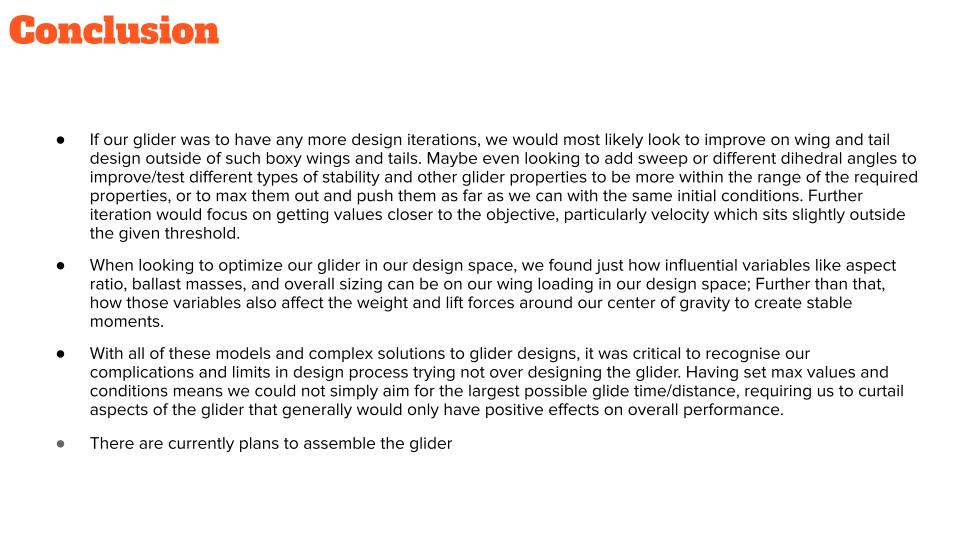 Conclusion
● If our glider was to have any more design iterations, we would most likely look to improve on wing and tail
design outside of such boxy wings and tails. Maybe even looking to add sweep or different dihedral angles to
improve/test different types of stability and other glider properties to be more within the range of the required
properties, or to max them out and push them as far as we can with the same initial conditions. Further
iteration would focus on getting values closer to the objective, particularly velocity which sits slightly outside
the given threshold.
● When looking to optimize our glider in our design space, we found just how influential variables like aspect
ratio, ballast masses, and overall sizing can be on our wing loading in our design space; Further than that,
how those variables also affect the weight and lift forces around our center of gravity to create stable
moments.
● With all of these models and complex solutions to glider designs, it was critical to recognise our
complications and limits in design process trying not over designing the glider. Having set max values and
conditions means we could not simply aim for the largest possible glide time/distance, requiring us to curtail
aspects of the glider that generally would only have positive effects on overall performance.
● There are currently plans to assemble the glider